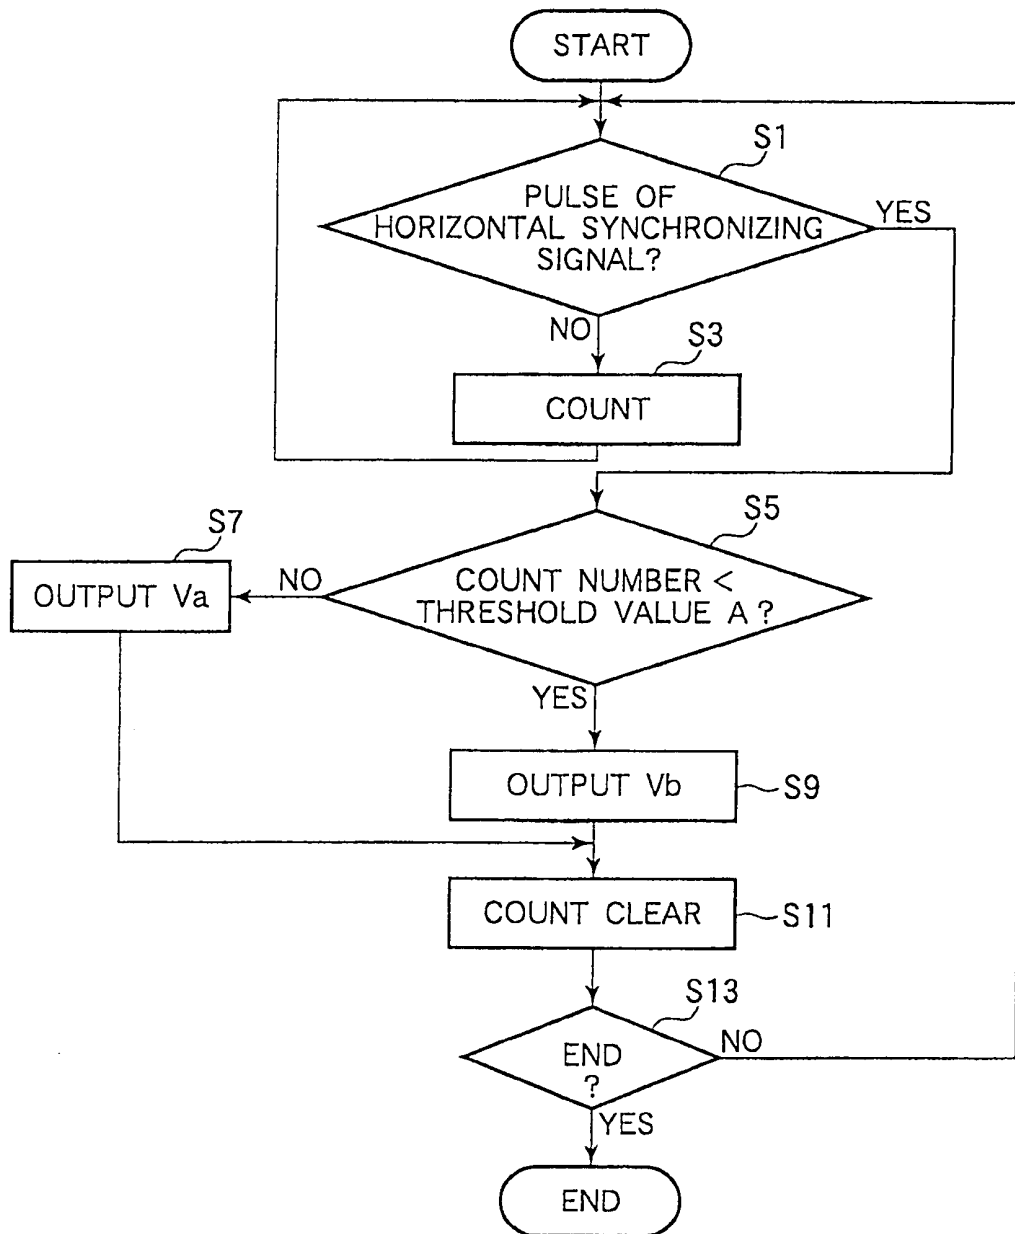 START
S1
PULSE OF
HORIZONTAL SYNCHRONIZING
SIGNAL?
YES
NO
S3
COUNT
S5
S7
COUNT NUMBER <
THRESHOLD VALUE A ?
NO
OUTPUT Va
YES
OUTPUT Vb
S9
COUNT CLEAR
S11
S13
END
?
NO
YES
END